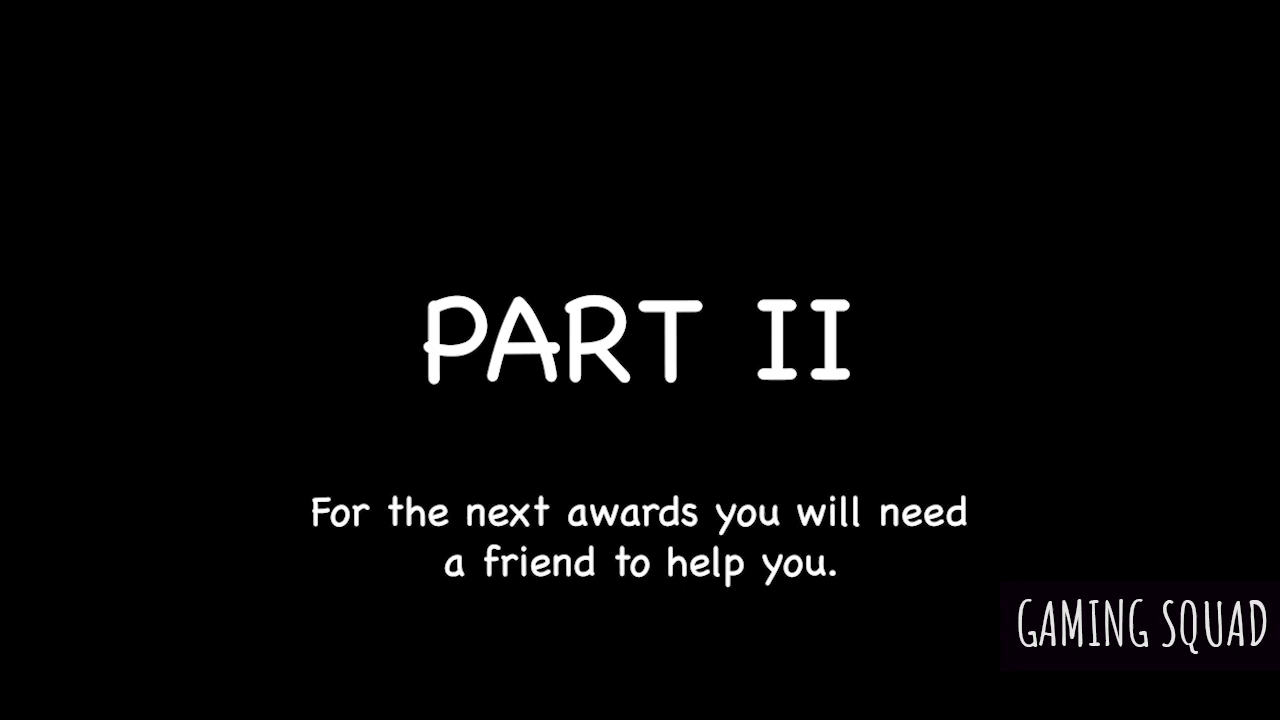 PART II
For the next awards you will need
a friend to help you.
GAMING SQUAD